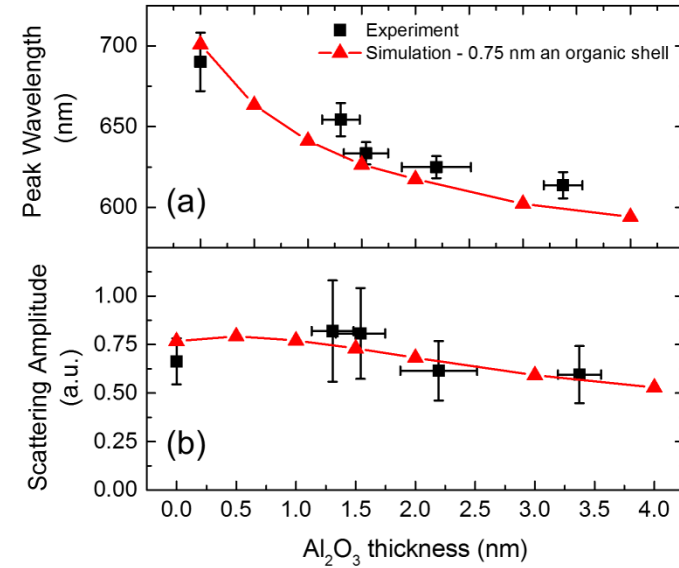 700
650
600
Peak Wavelength
(nm)
Experiment
Simulation - 0.75 nm an organic shell
(a)
1.00
0.75
0.50
0.25
0.00
Scattering Amplitude
(a.u.)
(b)
0.0 0.5 1.0 1.5 2.0 2.5 3.0 3.5 4.0
Al₂O₃ thickness (nm)